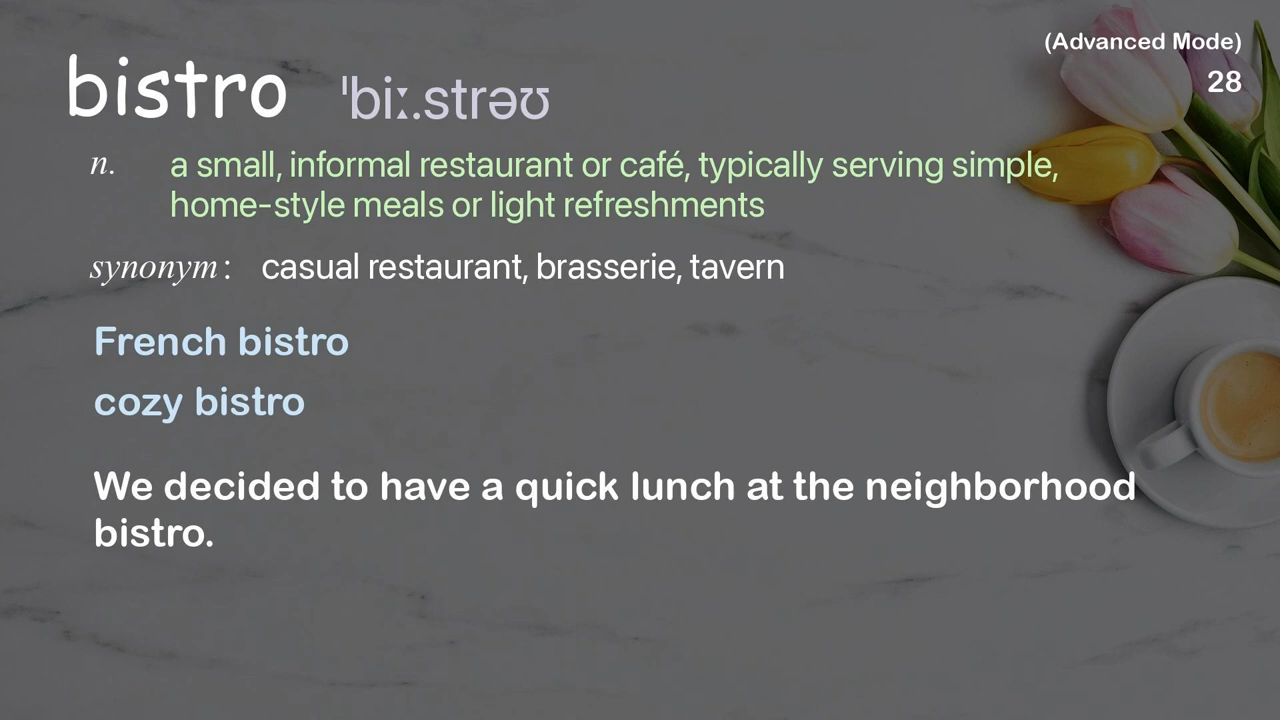 (Advanced Mode)
28
bistro ˈbiː.strəʊ
n. a small, informal restaurant or café, typically serving simple,
home-style meals or light refreshments
synonym: casual restaurant, brasserie, tavern
French bistro
cozy bistro
We decided to have a quick lunch at the neighborhood
bistro.